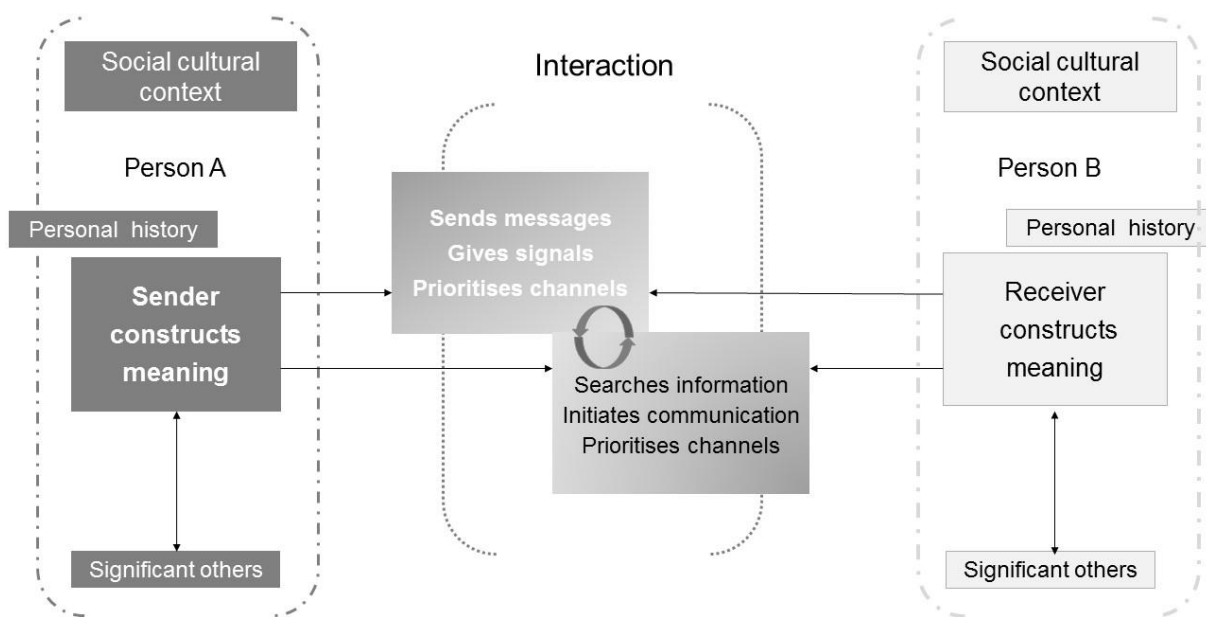 Social cultural
context
Person A
Personal history
Sender
constructs
meaning
Significant others
Interaction
Sends messages
Gives signals
Prioritises channels
Searches information
Initiates communication
Prioritises channels
Social cultural
context
Person B
Personal history
Receiver
constructs
meaning
Significant others